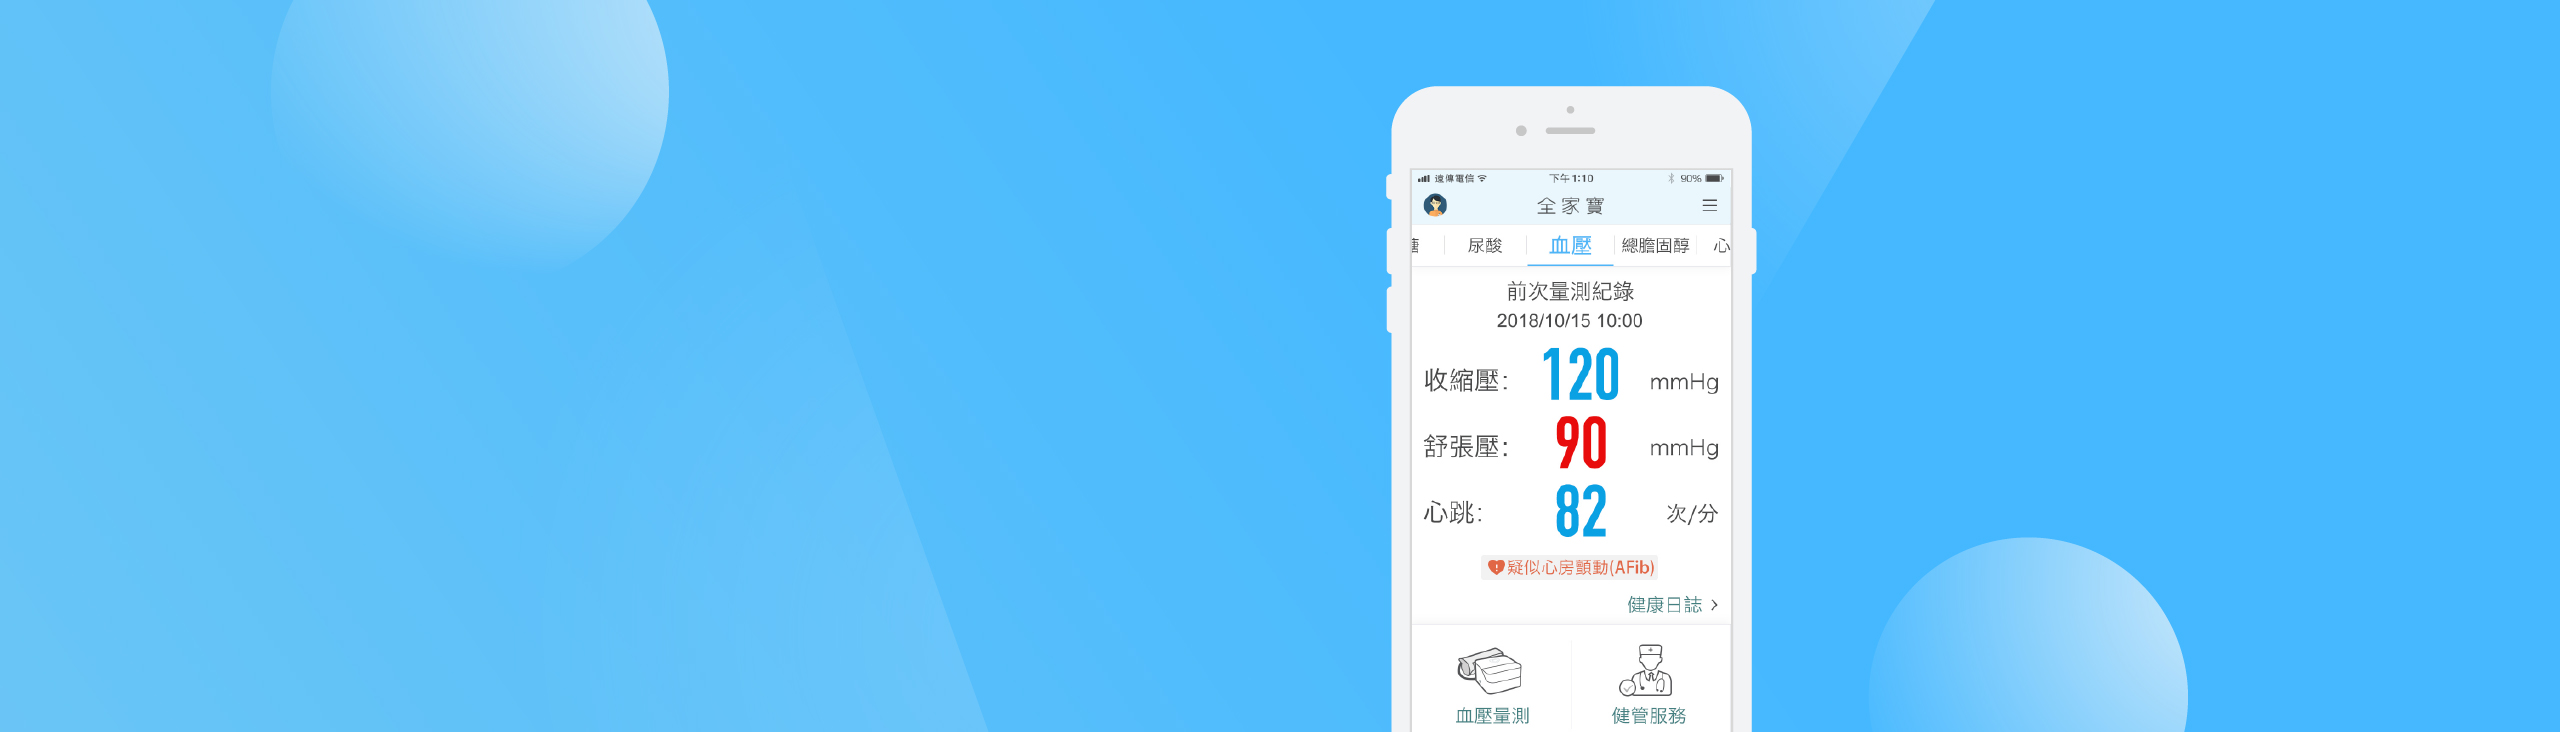 遠傳電信 下午1:10 90%
全家寶
尿酸 血壓 總膽固醇 心
前次量測紀錄
2018/10/15 10:00
收縮壓: 120 mmHg
舒張壓: 90 mmHg
心跳: 82 次/分
疑似心房顫動(AFib)
健康日誌 >
血壓量測 健管服務